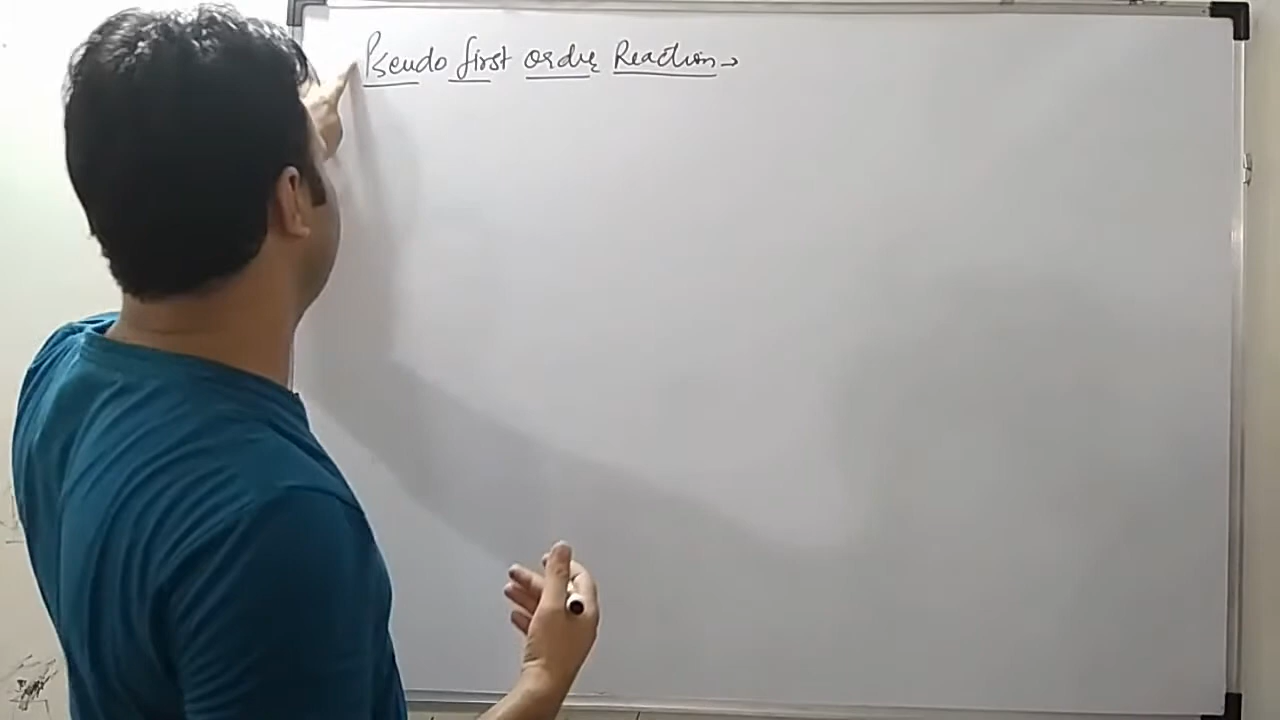 Pseudo first order Reaction →